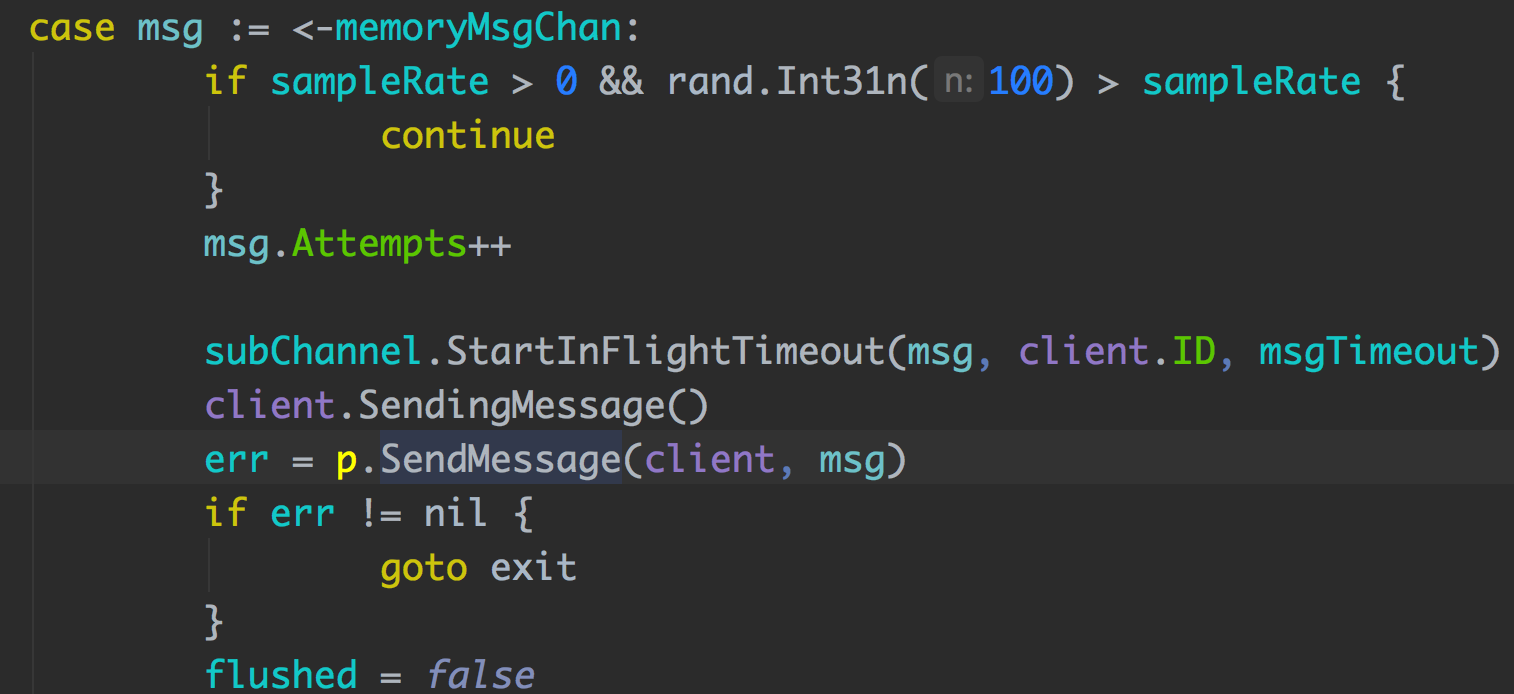 case msg := <-memoryMsgChan:
if sampleRate > 0 && rand.Int31n( n: 100) > sampleRate {
continue
}
msg.Attempts++
subChannel.StartInFlightTimeout(msg, client.ID, msgTimeout)
client.SendingMessage()
err = p.SendMessage(client, msg)
if err != nil {
goto exit
}
flushed = false